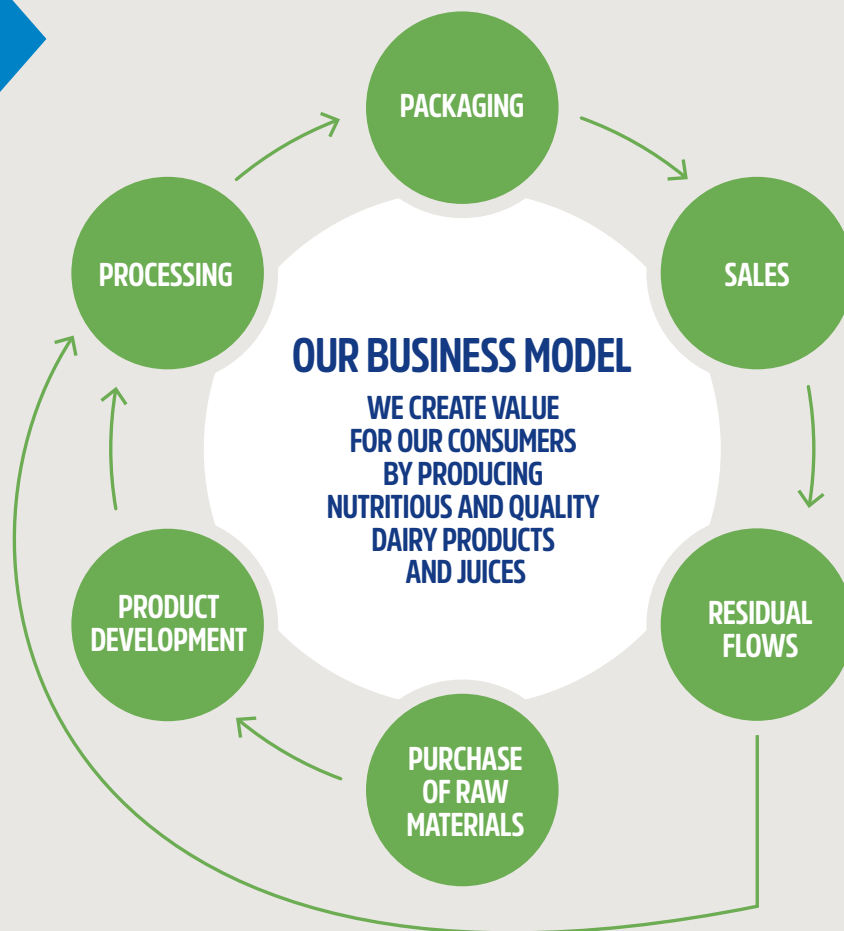 PACKAGING
PROCESSING
SALES
OUR BUSINESS MODEL
WE CREATE VALUE
FOR OUR CONSUMERS
BY PRODUCING
NUTRITIOUS AND QUALITY
DAIRY PRODUCTS
AND JUICES
PRODUCT
DEVELOPMENT
RESIDUAL
FLOWS
PURCHASE
OF RAW
MATERIALS